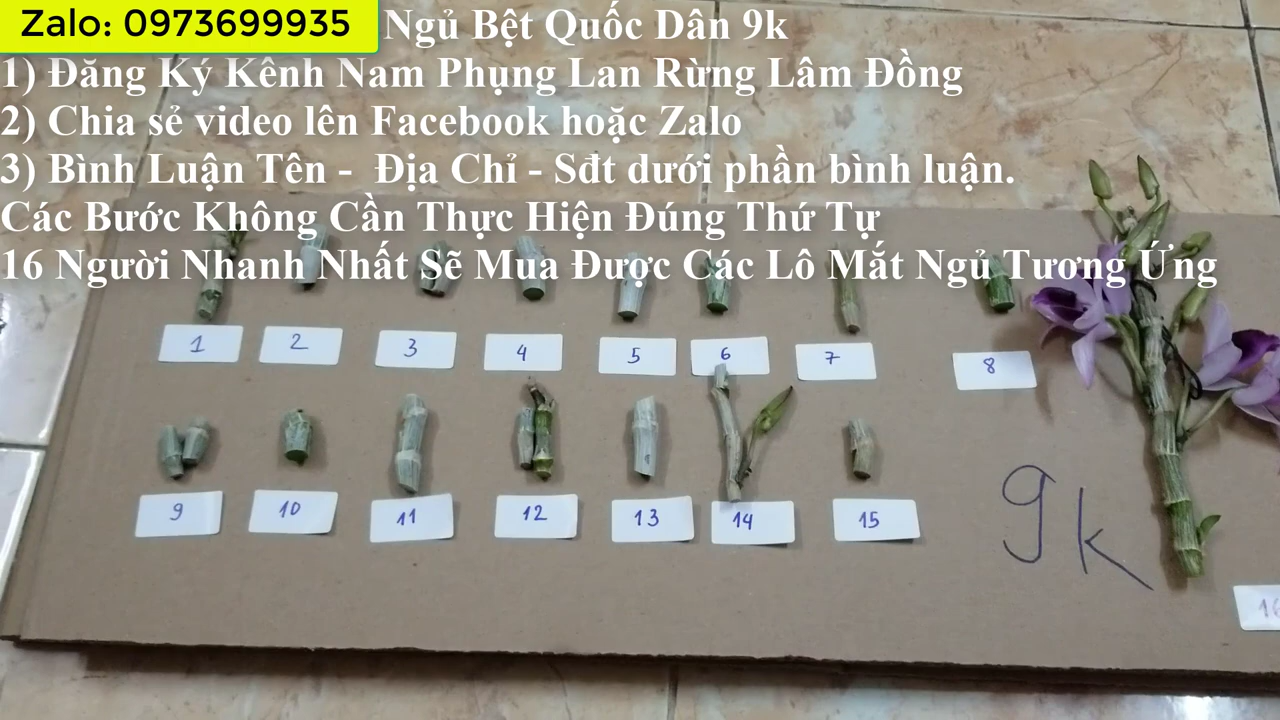 Zalo: 0973699935 Ngủ Bệt Quốc Dân 9k
1) Đăng Ký Kênh Nam Phụng Lan Rừng Lâm Đồng
2) Chia sẻ video lên Facebook hoặc Zalo
3) Bình Luận Tên - Địa Chỉ - Sđt dưới phần bình luận.
Các Bước Không Cần Thực Hiện Đúng Thứ Tự
16 Người Nhanh Nhất Sẽ Mua Được Các Lô Mắt Ngủ Tương Ứng
1 2 3 4 5 6 7 8
9 10 11 12 13 14 15
9k
16